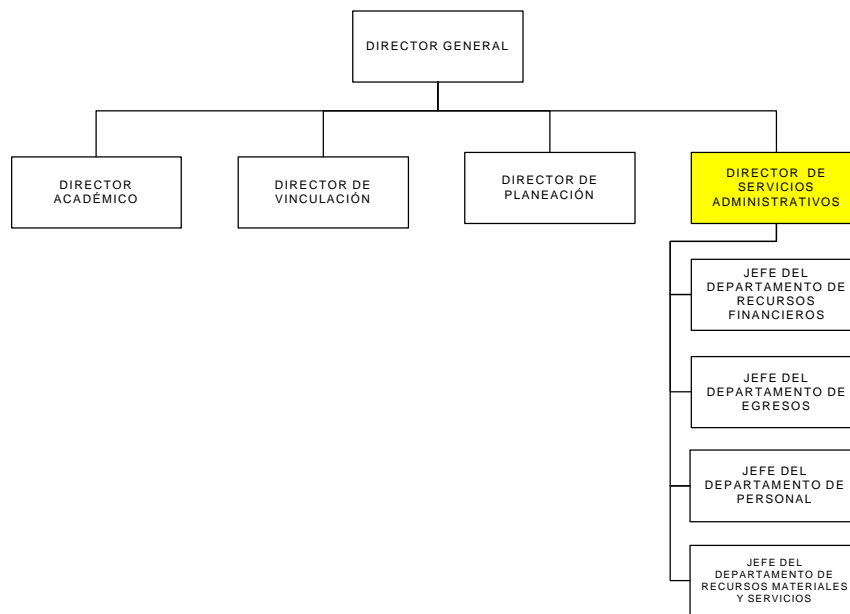 DIRECTOR GENERAL
DIRECTOR
ACADÉMICO
DIRECTOR DE
VINCULACIÓN
DIRECTOR DE
PLANEACIÓN
DIRECTOR DE
SERVICIOS
ADMINISTRATIVOS
JEFE DEL
DEPARTAMENTO DE
RECURSOS
FINANCIEROS
JEFE DEL
DEPARTAMENTO DE
EGRESOS
JEFE DEL
DEPARTAMENTO DE
PERSONAL
JEFE DEL
DEPARTAMENTO DE
RECURSOS MATERIALES
Y SERVICIOS